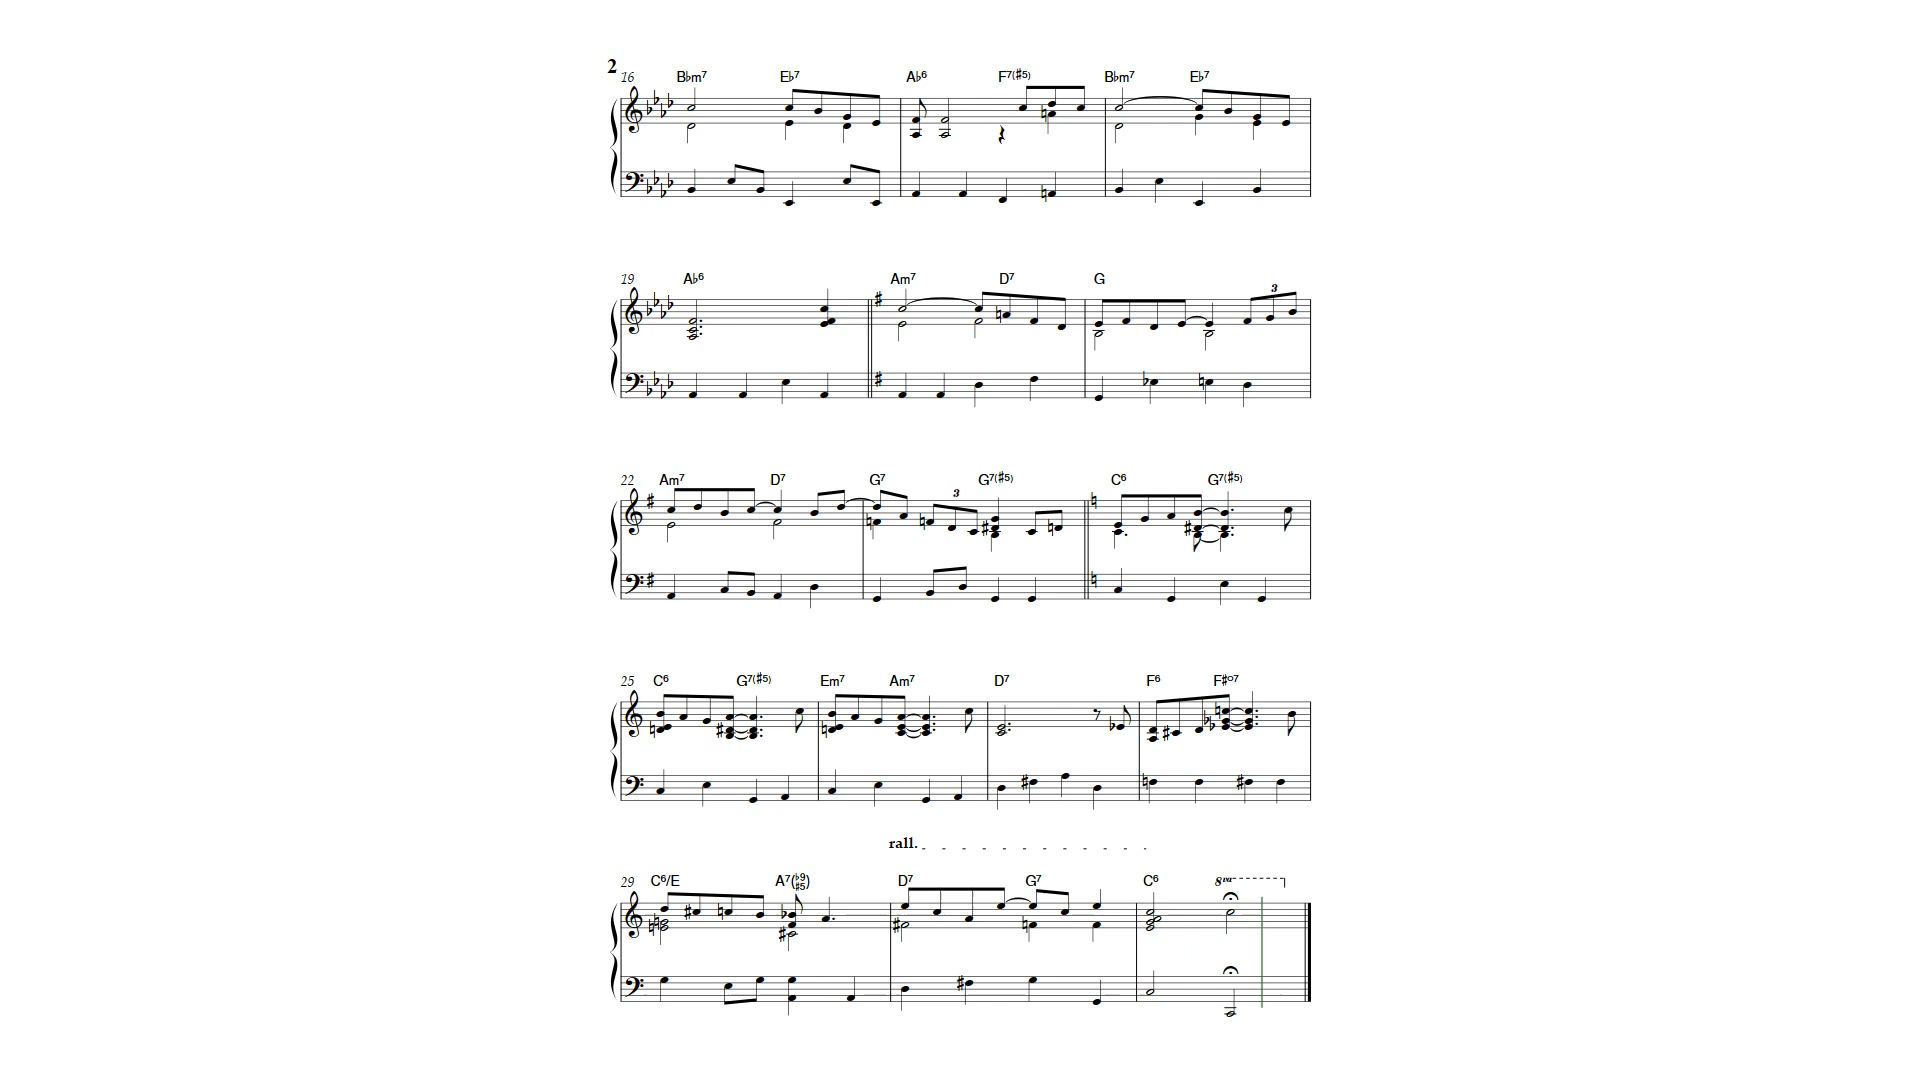 2
16 B♭m7 E♭7 A♭6 F7(♯5) B♭m7 E♭7
19 A♭6 Am7 D7 G
3
22 Am7 D7 G7 G7(♯5) C6 G7(♯5)
3
25 C6 G7(♯5) Em7 Am7 D7 F6 F♯o7
rall.
29 C6/E A7(♭9♯5) D7 G7 C6 8va